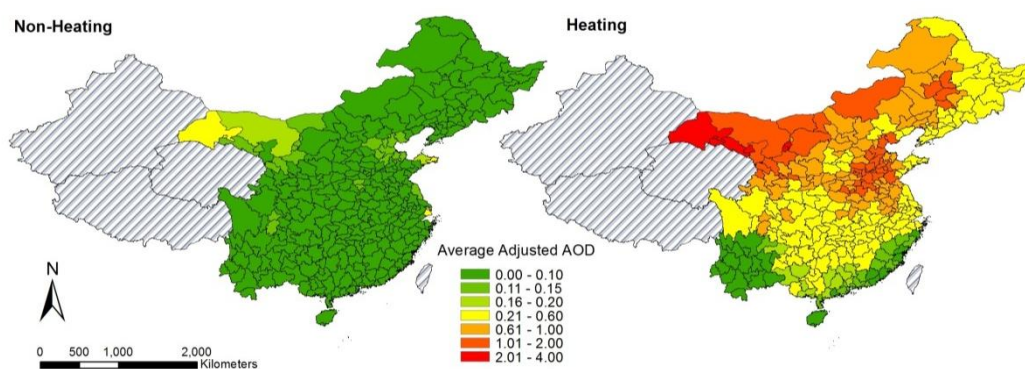 Non-Heating
Heating
Average Adjusted AOD
0.00 - 0.10
0.11 - 0.15
0.16 - 0.20
0.21 - 0.60
0.61 - 1.00
1.01 - 2.00
2.01 - 4.00
N
0 500 1,000 2,000
Kilometers